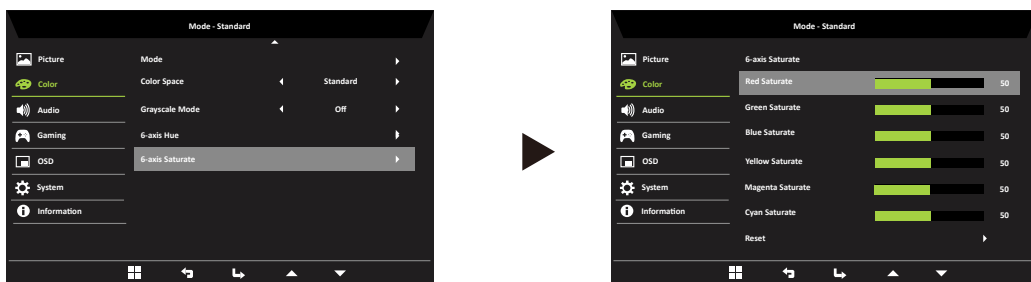 Mode - Standard
Picture
Color
Audio
Gaming
OSD
System
Information
Mode
Color Space Standard
Grayscale Mode Off
6-axis Hue
6-axis Saturate
Mode - Standard
Picture
Color
Audio
Gaming
OSD
System
Information
6-axis Saturate
Red Saturate 50
Green Saturate 50
Blue Saturate 50
Yellow Saturate 50
Magenta Saturate 50
Cyan Saturate 50
Reset